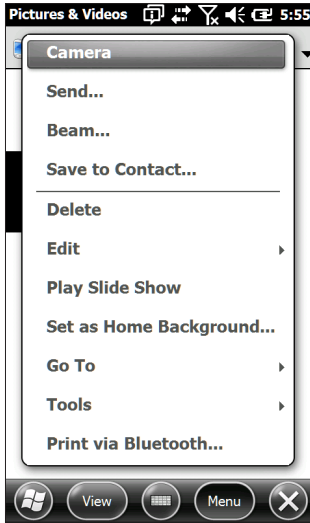 Pictures & Videos 5:55
Camera
Send...
Beam...
Save to Contact...
Delete
Edit
Play Slide Show
Set as Home Background...
Go To
Tools
Print via Bluetooth...
View Menu